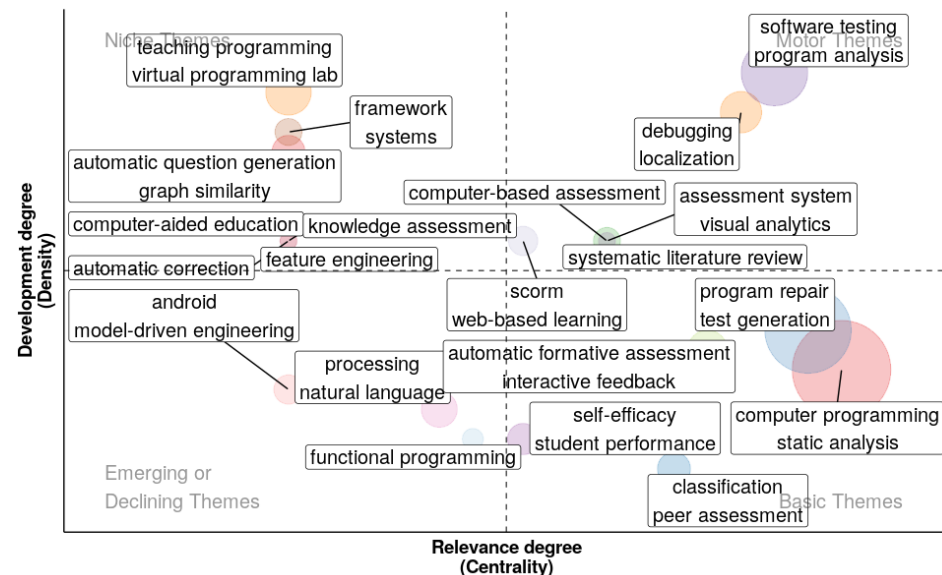 Niche Themes
teaching programming
virtual programming lab
software testing
Motor Themes
program analysis
framework
systems
debugging
localization
automatic question generation
graph similarity
computer-based assessment
assessment system
visual analytics
computer-aided education
knowledge assessment
systematic literature review
feature engineering
automatic correction
android
model-driven engineering
scorm
web-based learning
program repair
test generation
processing
natural language
automatic formative assessment
interactive feedback
self-efficacy
student performance
computer programming
static analysis
functional programming
Emerging or
Declining Themes
classification
Basic Themes
peer assessment
Development degree
(Density)
Relevance degree
(Centrality)